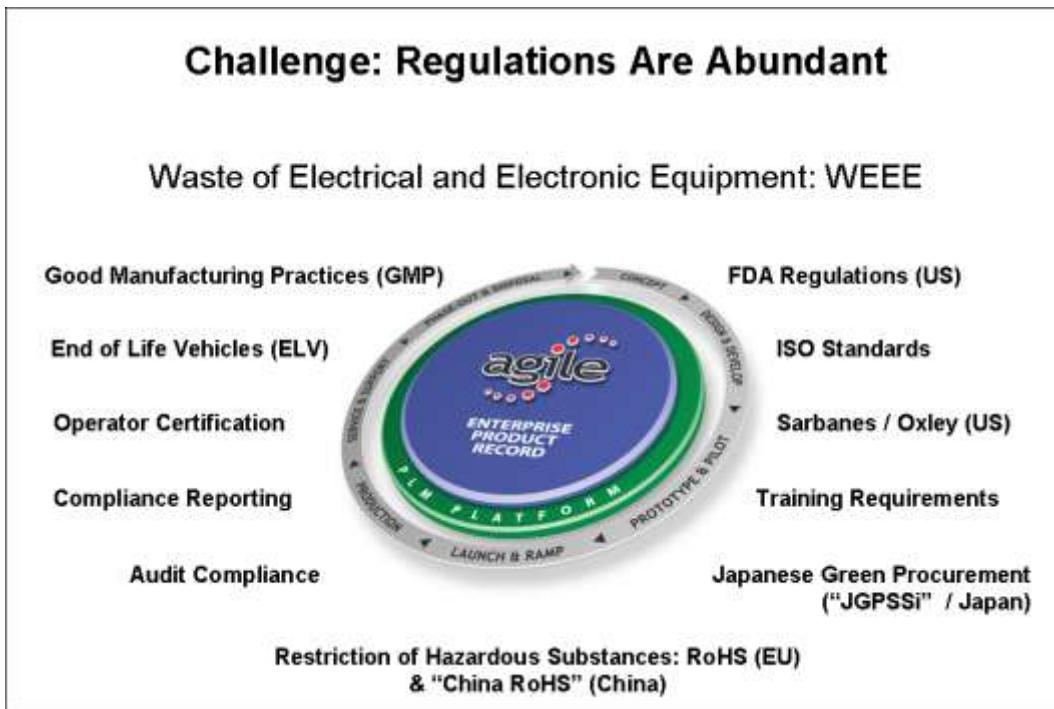 Challenge: Regulations Are Abundant
Waste of Electrical and Electronic Equipment: WEEE
Good Manufacturing Practices (GMP)
FDA Regulations (US)
End of Life Vehicles (ELV)
ISO Standards
Operator Certification
Sarbanes / Oxley (US)
Compliance Reporting
Training Requirements
Audit Compliance
Japanese Green Procurement
(“JGPSSi” / Japan)
Restriction of Hazardous Substances: RoHS (EU)
& “China RoHS” (China)
agile
ENTERPRISE
PRODUCT
RECORD
PLM PLATFORM
CONCEPT
DESIGN & DEVELOP
PROTOTYPE & PILOT
LAUNCH & RAMP
PRODUCTION
SERVICE & SUPPORT
PHASE OUT & DISPOSAL